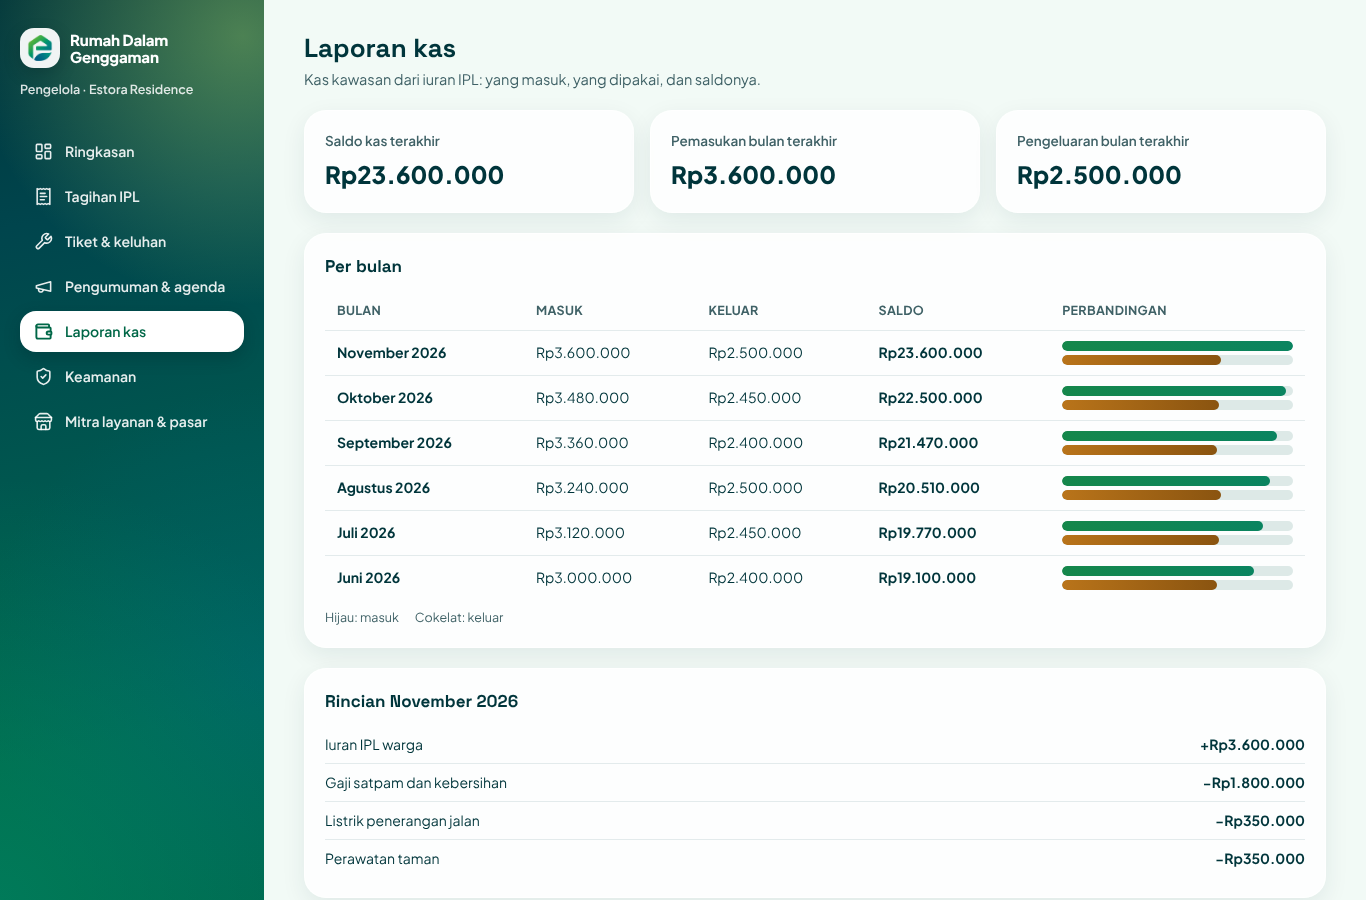 Rumah Dalam
Genggaman
Pengelola · Estora Residence
Ringkasan
Tagihan IPL
Tiket & keluhan
Pengumuman & agenda
Laporan kas
Keamanan
Mitra layanan & pasar
Laporan kas
Kas kawasan dari iuran IPL: yang masuk, yang dipakai, dan saldonya.
Saldo kas terakhir
Rp23.600.000
Pemasukan bulan terakhir
Rp3.600.000
Pengeluaran bulan terakhir
Rp2.500.000
Per bulan
BULAN MASUK KELUAR SALDO PERBANDINGAN
November 2026 Rp3.600.000 Rp2.500.000 Rp23.600.000
Oktober 2026 Rp3.480.000 Rp2.450.000 Rp22.500.000
September 2026 Rp3.360.000 Rp2.400.000 Rp21.470.000
Agustus 2026 Rp3.240.000 Rp2.500.000 Rp20.510.000
Juli 2026 Rp3.120.000 Rp2.450.000 Rp19.770.000
Juni 2026 Rp3.000.000 Rp2.400.000 Rp19.100.000
Hijau: masuk Cokelat: keluar
Rincian November 2026
Iuran IPL warga +Rp3.600.000
Gaji satpam dan kebersihan −Rp1.800.000
Listrik penerangan jalan −Rp350.000
Perawatan taman −Rp350.000